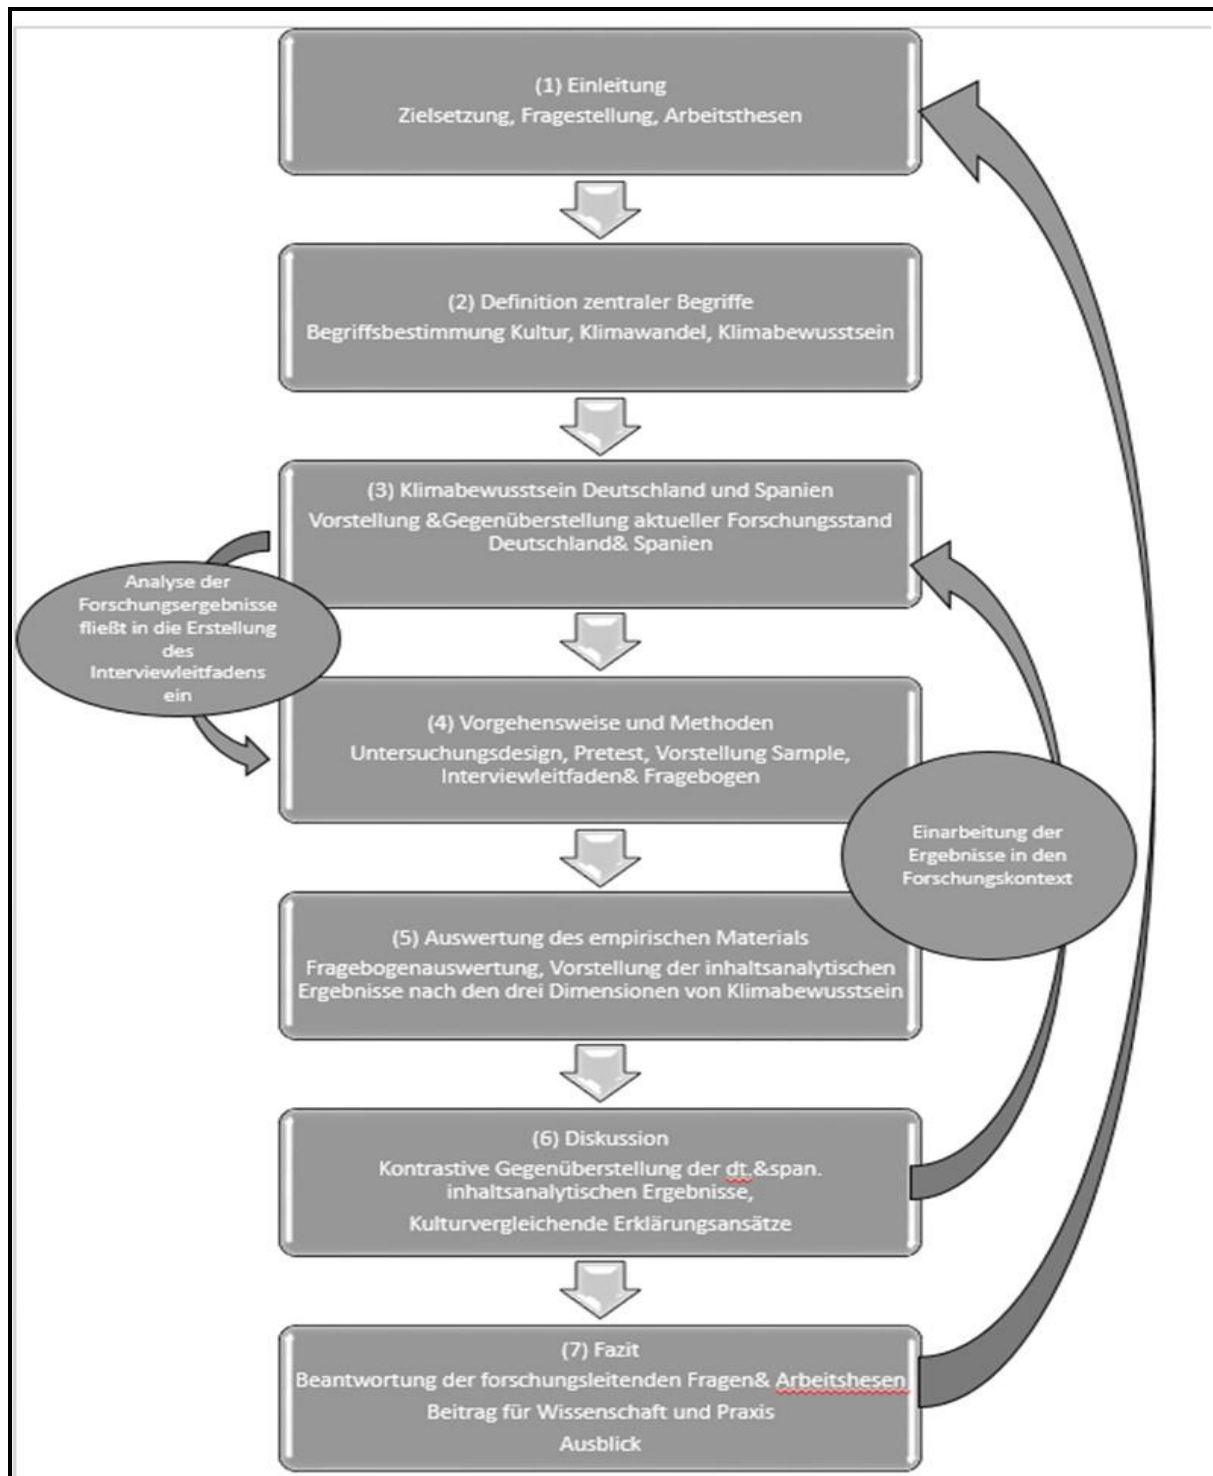 (1) Einleitung
Zielsetzung, Fragestellung, Arbeitsthesen
(2) Definition zentraler Begriffe
Begriffsbestimmung Kultur, Klimawandel, Klimabewusstsein
(3) Klimabewusstsein Deutschland und Spanien
Vorstellung &Gegenüberstellung aktueller Forschungsstand
Deutschland& Spanien
Analyse der
Forschungsergebnisse
fließt in die Erstellung
des
Interviewleitfadens
ein
(4) Vorgehensweise und Methoden
Untersuchungsdesign, Pretest, Vorstellung Sample,
Interviewleitfaden& Fragebogen
Einarbeitung der
Ergebnisse in den
Forschungskontext
(5) Auswertung des empirischen Materials
Fragebogenauswertung, Vorstellung der inhaltsanalytischen
Ergebnisse nach den drei Dimensionen von Klimabewusstsein
(6) Diskussion
Kontrastive Gegenüberstellung der dt.&span.
inhaltsanalytischen Ergebnisse,
Kulturvergleichende Erklärungsansätze
(7) Fazit
Beantwortung der forschungsleitenden Fragen& Arbeitshesen
Beitrag für Wissenschaft und Praxis
Ausblick